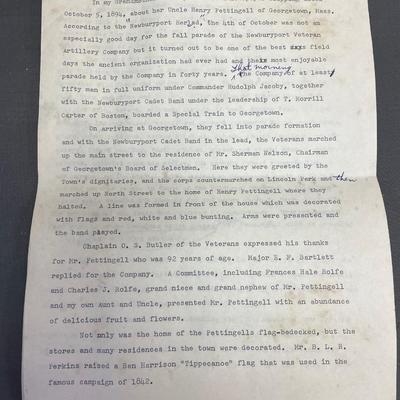 In my Grandmother's
October 5, 1894, about her Uncle Henry Pettingell of Georgetown, Mass.
According to the "Newburyport Herald," the 4th of October was not an
especially good day for the fall parade of the Newburyport Veteran
Artillery Company but it turned out to be one of the best days field
days the ancient organization had ever had and their most enjoyable
parade held by the Company in forty years. That morning The Company of at least
fifty men in full uniform under Commander Rudolph Jacoby, together
with the Newburyport Cadet Band under the leadership of T. Morrill
Carter of Boston, boarded a Special Train to Georgetown.
On arriving at Georgetown, they fell into parade formation
and with the Newburyport Cadet Band in the lead, the Veterans marched
up the main street to the residence of Mr. Sherman Nelson, Chairman
of Georgetown's Board of Selectmen. Here they were greeted by the
Town's dignitaries, and the corps countermarched on Lincoln Park and then
marched up North Street to the home of Henry Pettingell where they
halted. A line was formed in front of the house which was decorated
with flags and red, white and blue bunting. Arms were presented and
the band played.
Chaplain O. S. Butler of the Veterans expressed his thanks
for Mr. Pettingell who was 92 years of age. Major E. F. Bartlett
replied for the Company. A Committee, including Frances Hale Rolfe
and Charles J. Rolfe, grand niece and grand nephew of Mr. Pettingell
and my own Aunt and Uncle, presented Mr. Pettingell with an abundance
of delicious fruit and flowers.
Not only was the home of the Pettingells flag-bedecked, but the
stores and many residences in the town were decorated. Mr. B. L. H.
Perkins raised a Ben Harrison "Tippecanoe" flag that was used in the
famous campaign of 1842.